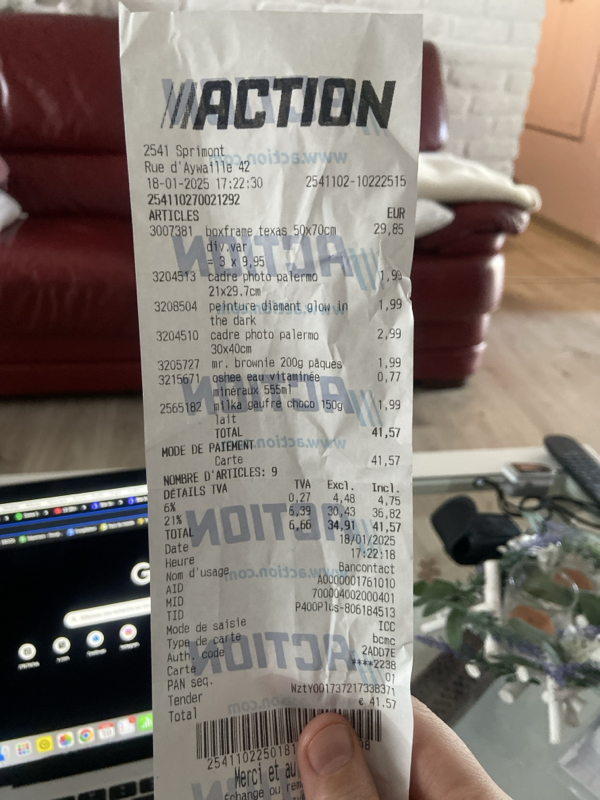 ACTION
2541 Sprimont
Rue d'Aywaille 42
18-01-2025 17:22:30 2541102-10222515
254110270021292
ARTICLES EUR
3007381 boxframe texas 50x70cm 29,85
div.var
= 3 x 9,95
3204513 cadre photo palermo 1,99
21x29.7cm
3208504 peinture diamant glow in 1,99
the dark
3204510 cadre photo palermo 2,99
30x40cm
3205727 mr. brownie 200g pâques 1,99
3215671 oshee eau vitaminée 0,77
minéraux 555ml
2565182 milka gaufre choco 150g 1,99
lait
TOTAL 41,57
MODE DE PAIEMENT
Carte 41,57
NOMBRE D'ARTICLES: 9
DETAILS TVA TVA Excl. Incl.
6% 0,27 4,48 4,75
21% 6,39 30,43 36,82
TOTAL 6,66 34,91 41,57
Date 18/01/2025
Heure 17:22:18
Nom d'usage Bancontact
AID A0000001761010
MID 700004002000401
TID P400Plus-806184513
Mode de saisie ICC
Type de carte bcmc
Auth. code 2ADD7E
Carte ****2238
PAN seq. 01
Tender WztY001737217338371
Total € 41.57
Merci et au